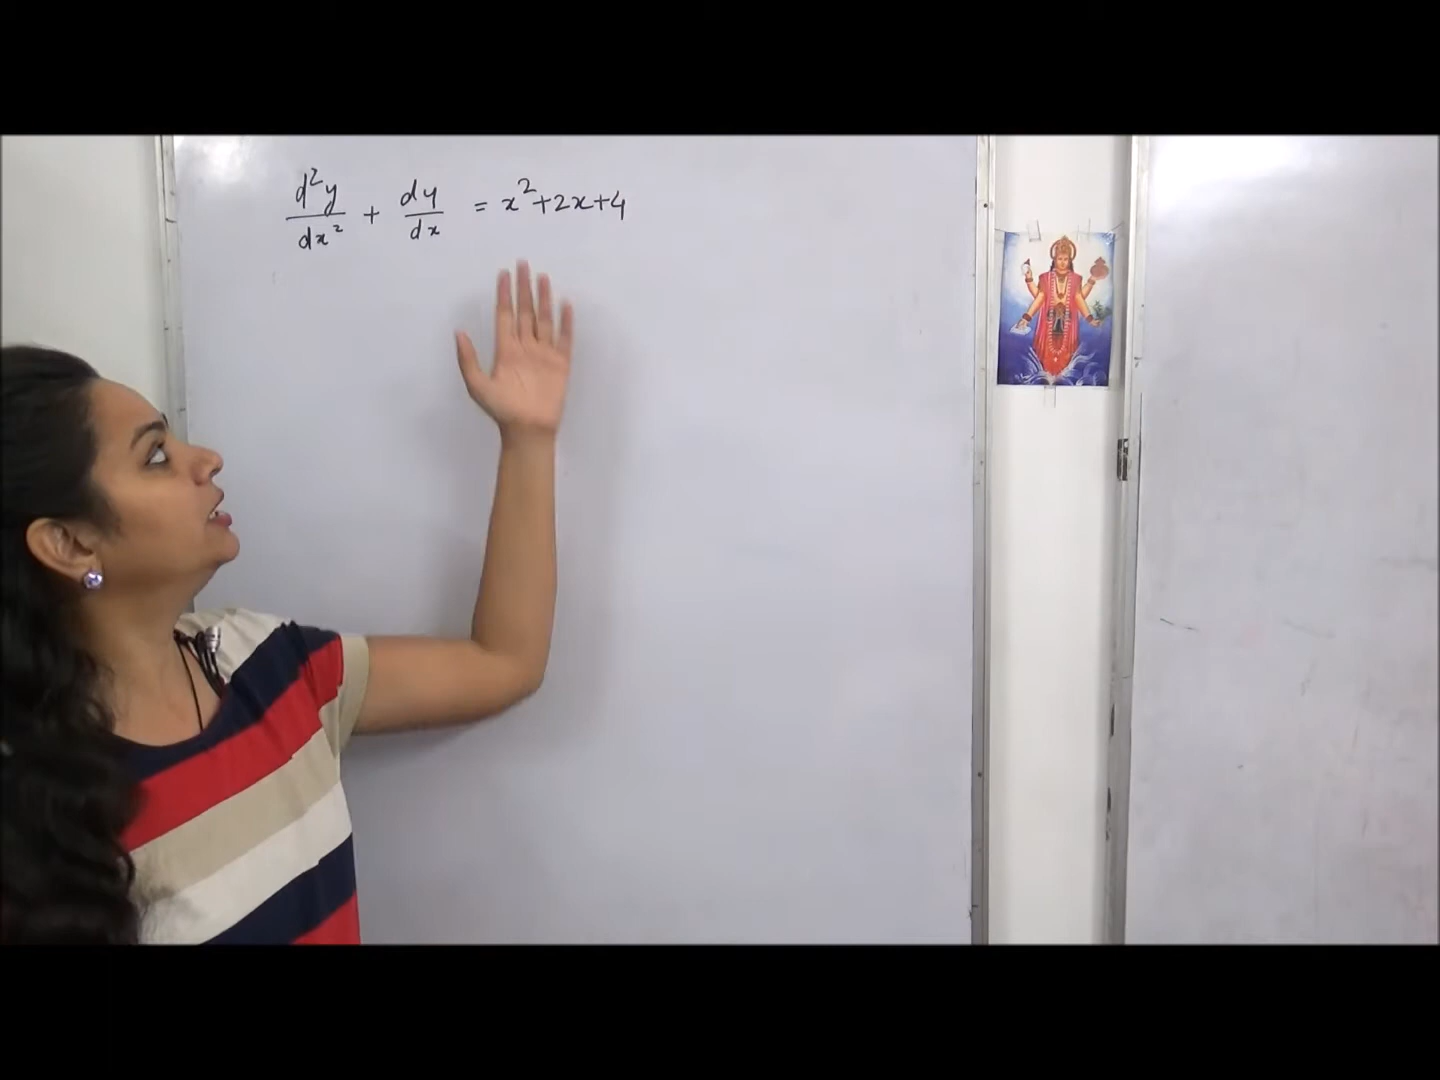 d²y/dx² + dy/dx = x²+2x+4